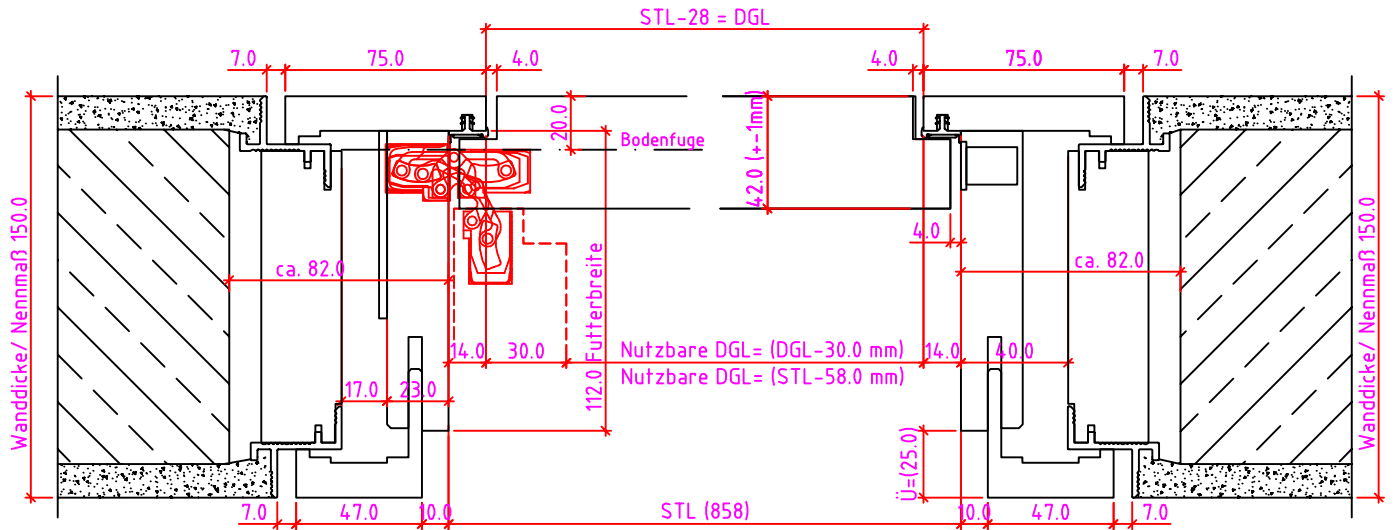 STL-28 = DGL
7.0
75.0
4.0
4.0
75.0
7.0
20.0
Bodenfuge
42.0 (+-1mm)
4.0
Wanddicke/ Nennmaß 150.0
ca. 82.0
112.0 Futterbreite
ca. 82.0
Wanddicke/ Nennmaß 150.0
14.0
30.0
Nutzbare DGL= (DGL-30.0 mm)
14.0
40.0
Nutzbare DGL= (STL-58.0 mm)
17.0
23.0
Ü=(25.0)
7.0
47.0
10.0
STL (858)
10.0
47.0
7.0